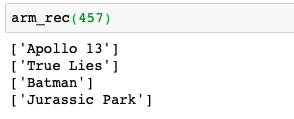 arm_rec(457)
['Apollo 13']
['True Lies']
['Batman']
['Jurassic Park']